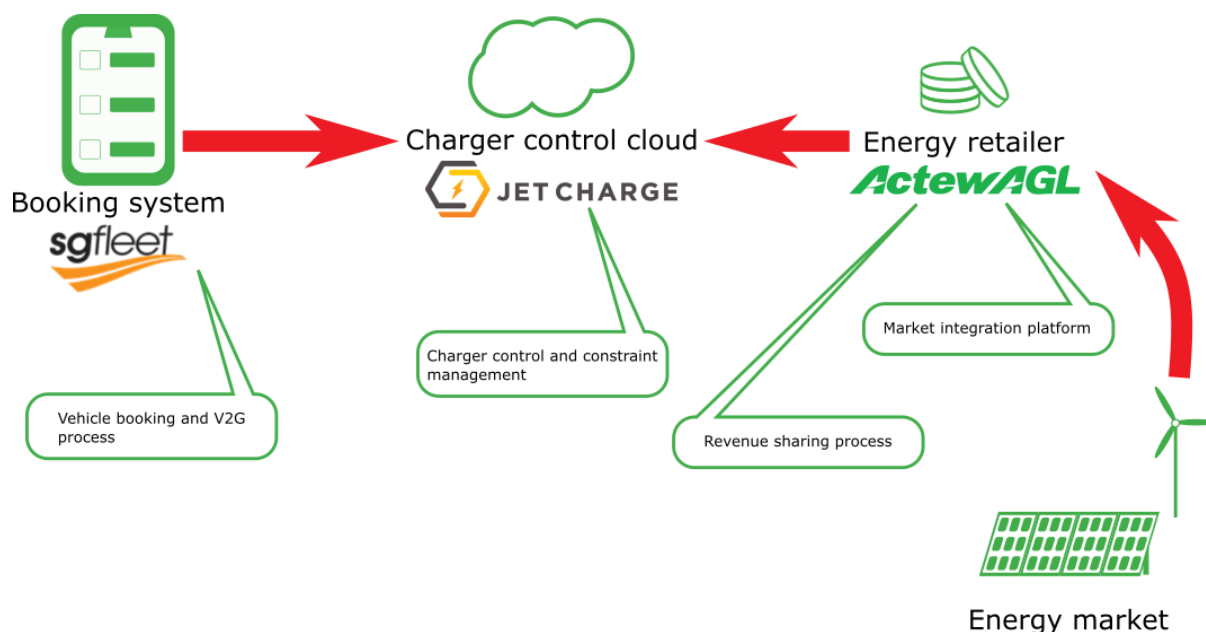 Charger control cloud
Energy retailer
JET CHARGE
ActewAGL
Booking system
sgfleet
Market integration platform
Charger control and constraint
management
Vehicle booking and V2G
process
Revenue sharing process
Energy market